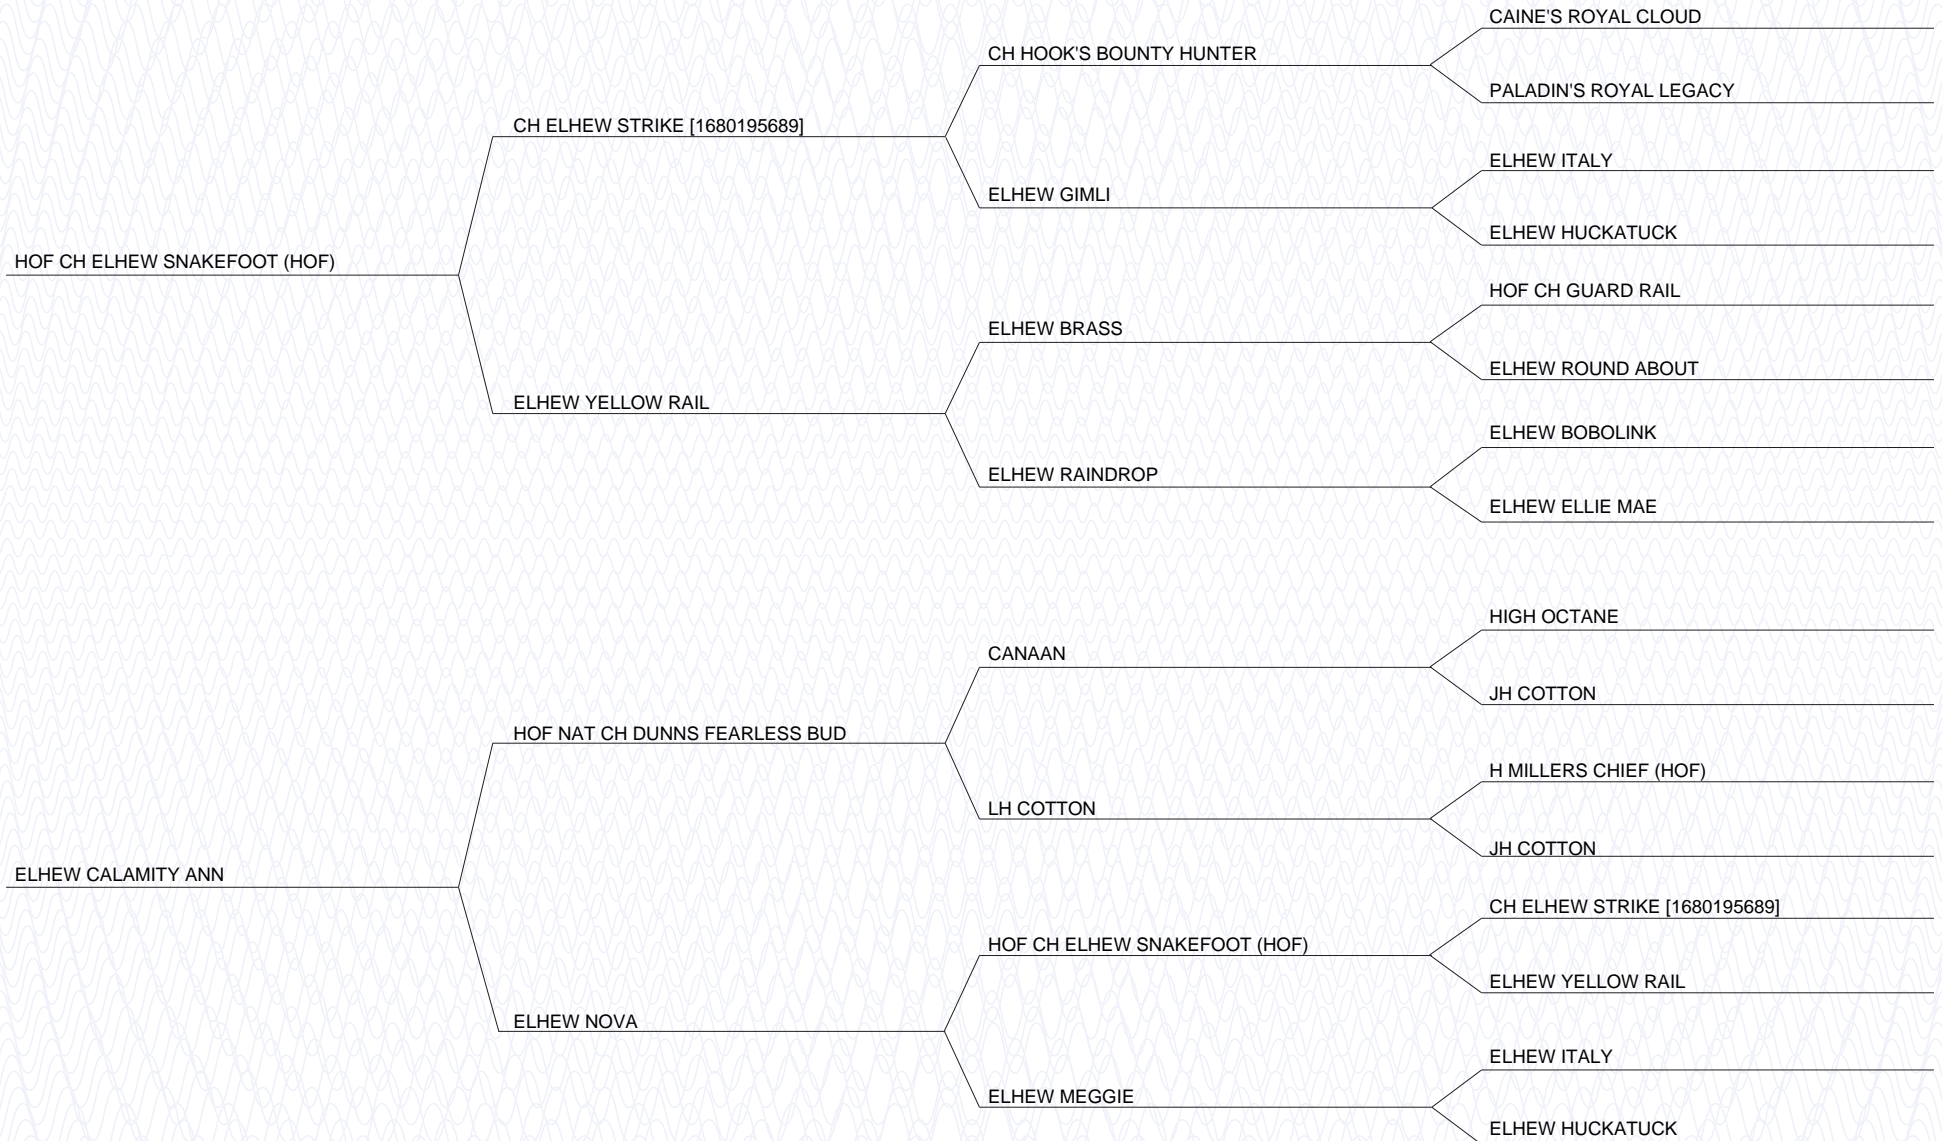 CAINE'S ROYAL CLOUD
CH HOOK'S BOUNTY HUNTER
PALADIN'S ROYAL LEGACY
CH ELHEW STRIKE [1680195689]
ELHEW ITALY
ELHEW GIMLI
ELHEW HUCKATUCK
HOF CH ELHEW SNAKEFOOT (HOF)
HOF CH GUARD RAIL
ELHEW BRASS
ELHEW ROUND ABOUT
ELHEW YELLOW RAIL
ELHEW BOBOLINK
ELHEW RAINDROP
ELHEW ELLIE MAE
HIGH OCTANE
CANAAN
JH COTTON
HOF NAT CH DUNNS FEARLESS BUD
H MILLERS CHIEF (HOF)
LH COTTON
JH COTTON
ELHEW CALAMITY ANN
CH ELHEW STRIKE [1680195689]
HOF CH ELHEW SNAKEFOOT (HOF)
ELHEW YELLOW RAIL
ELHEW NOVA
ELHEW ITALY
ELHEW MEGGIE
ELHEW HUCKATUCK